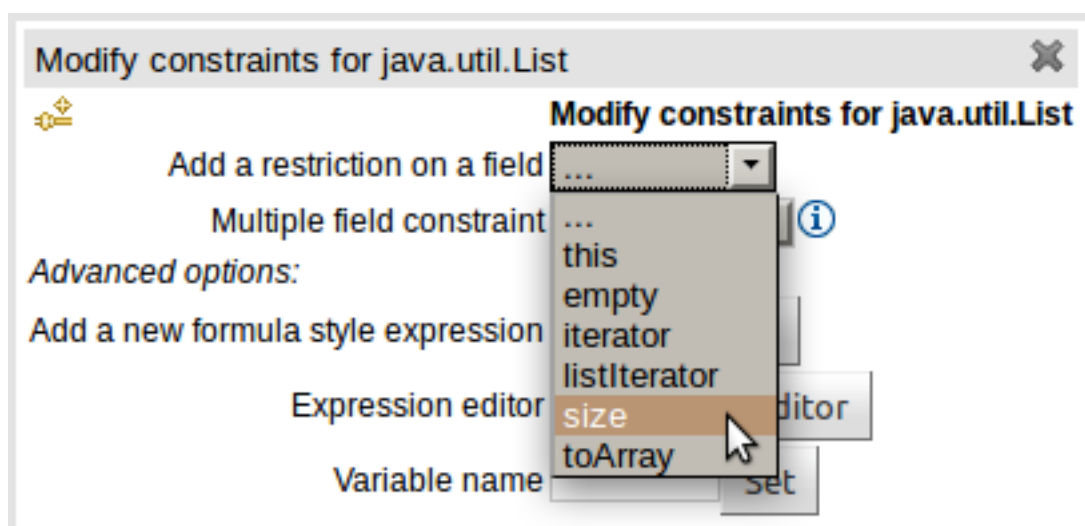 Modify constraints for java.util.List
Modify constraints for java.util.List
Add a restriction on a field ...
Multiple field constraint ...
this
Advanced options:
empty
Add a new formula style expression iterator
listIterator
Expression editor size ditor
toArray
Variable name Set